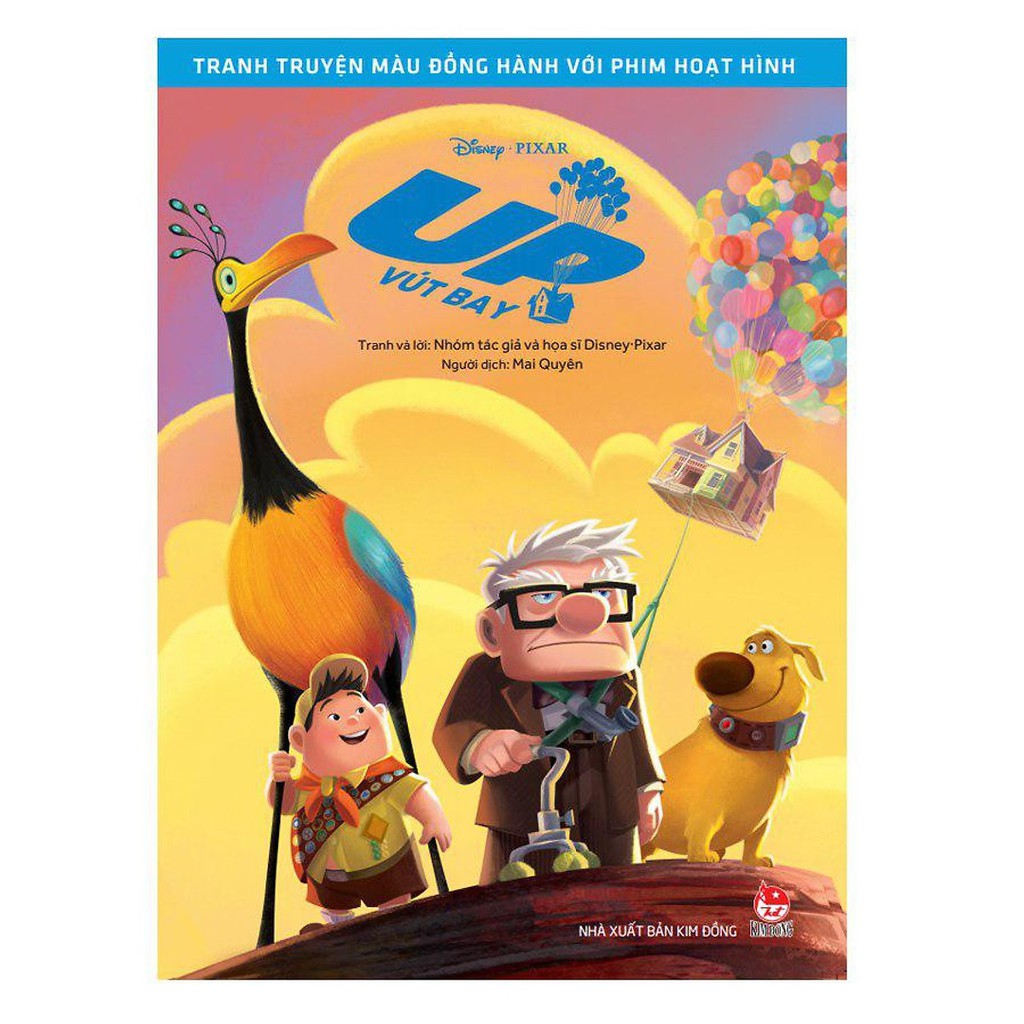 TRANH TRUYỆN MÀU ĐỒNG HÀNH VỚI PHIM HOẠT HÌNH
Disney · PIXAR
UP
VÚT BAY
Tranh và lời: Nhóm tác giả và họa sĩ Disney·Pixar
Người dịch: Mai Quyên
NHÀ XUẤT BẢN KIM ĐỒNG
KIM ĐỒNG